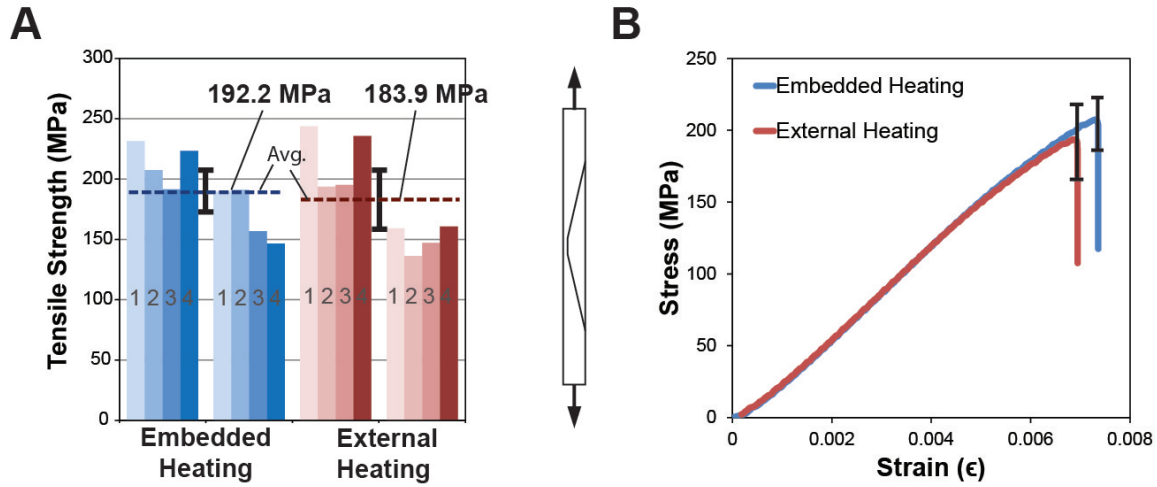 A
Tensile Strength (MPa)
300
250
200
150
100
50
0
192.2 MPa
183.9 MPa
Avg.
1 2 3 4
1 2 3 4
1 2 3 4
1 2 3 4
Embedded
Heating
External
Heating
B
Stress (MPa)
250
200
150
100
50
0
Embedded Heating
External Heating
0 0.002 0.004 0.006 0.008
Strain (ϵ)